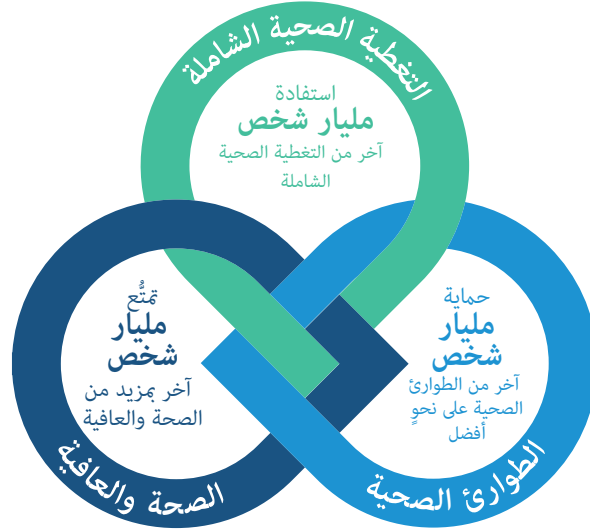 التغطية الصحية الشاملة
استفادة
مليار شخص
آخر من التغطية الصحية
الشاملة
حماية
مليار
شخص
آخر من الطوارئ
الصحية على نحوٍ
أفضل
الطوارئ الصحية
تمتُّع
مليار
شخص
آخر بمزيد من
الصحة والعافية
الصحة والعافية